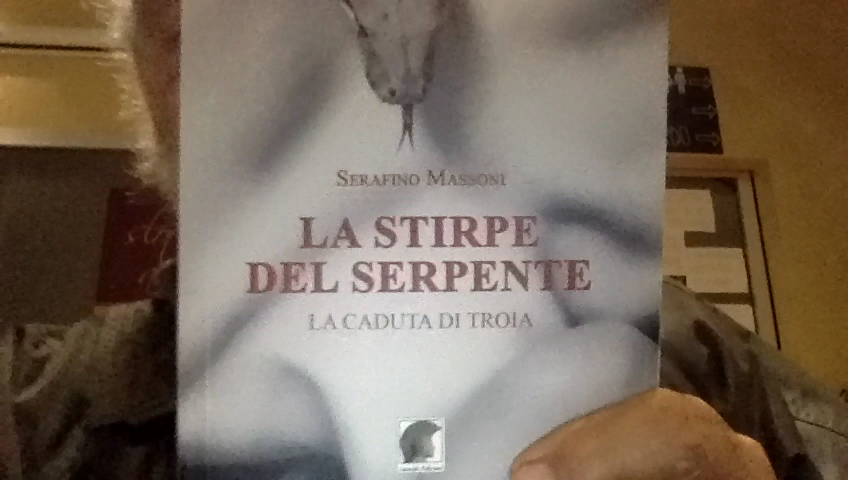 SERAFINO MASSONI
LA STIRPE
DEL SERPENTE
LA CADUTA DI TROIA